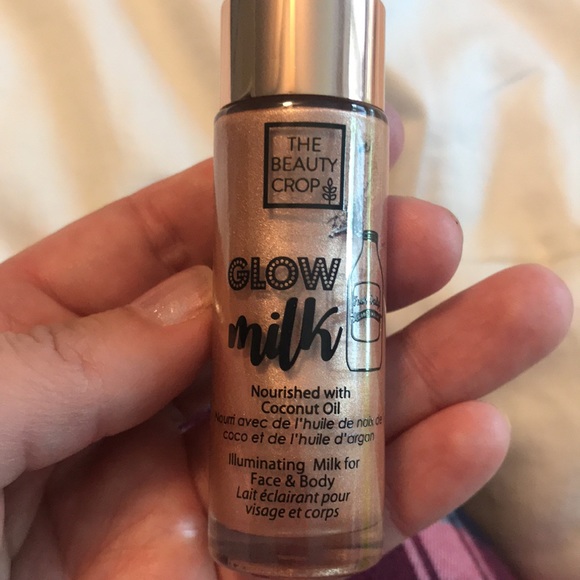 THE
BEAUTY
CROP
GLOW
milk
Nourished with
Coconut Oil
Nourri avec de l'huile de noix de
coco et de l'huile d'argan
Illuminating Milk for
Face & Body
Lait éclairant pour
visage et corps